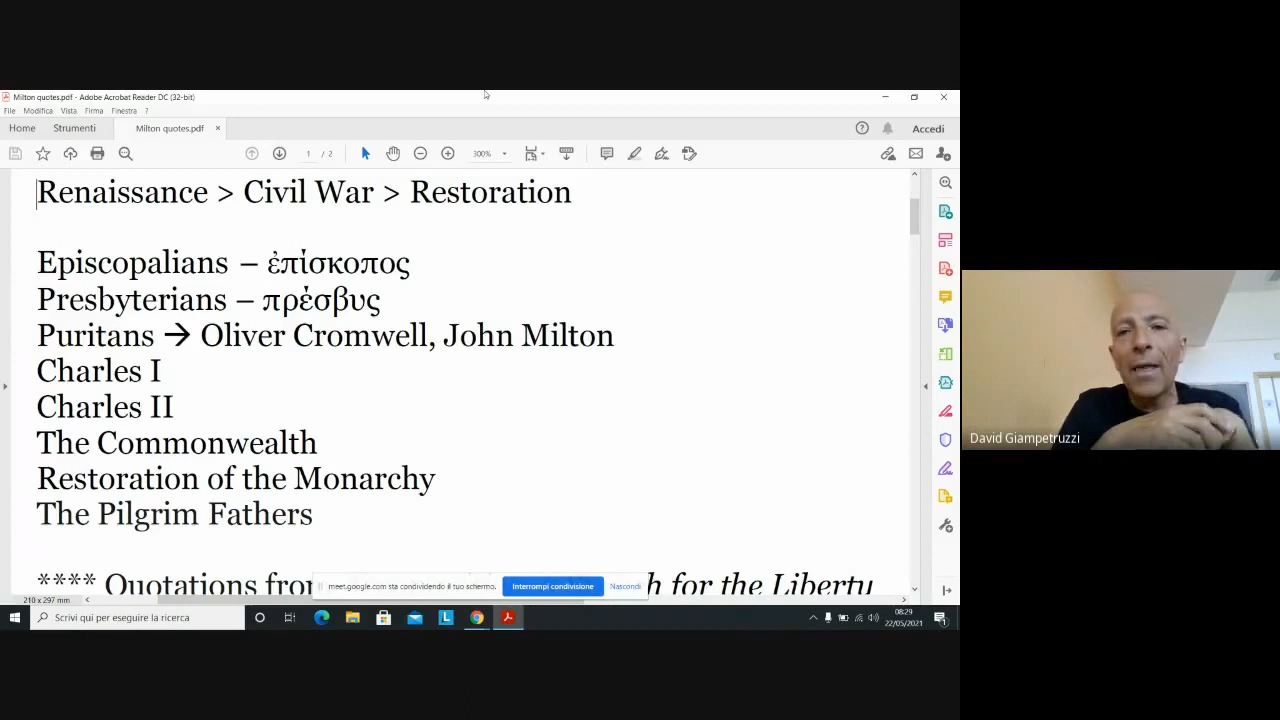 Milton quotes.pdf - Adobe Acrobat Reader DC (32-bit)
File Modifica Vista Firma Finestra ?
Home Strumenti Milton quotes.pdf × Accedi
1 / 2 300%
Renaissance > Civil War > Restoration
Episcopalians – ἐπίσκοπος
Presbyterians – πρέσβυς
Puritans → Oliver Cromwell, John Milton
Charles I
Charles II
The Commonwealth
Restoration of the Monarchy
The Pilgrim Fathers
**** Quotations for the Liberty
meet.google.com sta condividendo il tuo schermo. Interrompi condivisione Nascondi
210 x 297 mm
Scrivi qui per eseguire la ricerca
L
08:29
22/05/2021
David Giampetruzzi